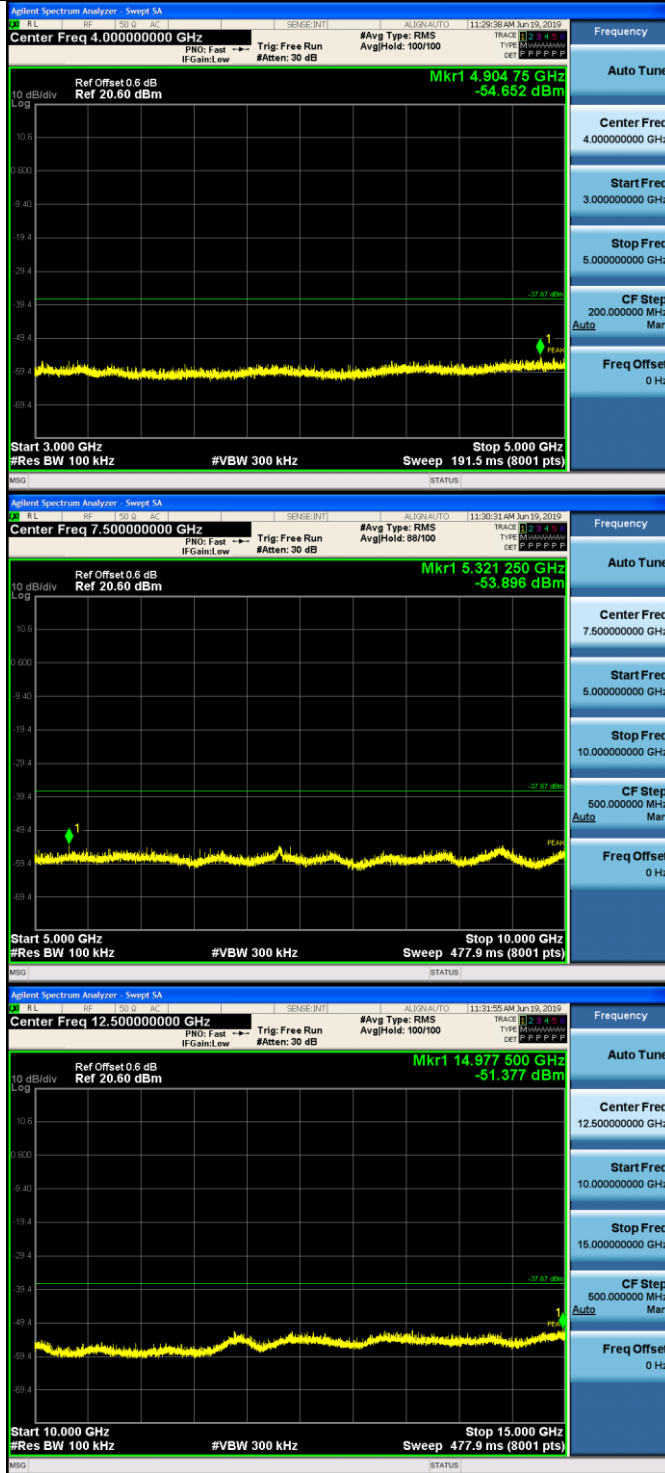 Agilent Spectrum Analyzer - Swept SA
RL RF 50 Ω AC SENSE:INT ALIGNAUTO 11:29:38 AM Jun 19, 2019
Center Freq 4.000000000 GHz #Avg Type: RMS TRACE 1 2 3 4 5 6 Frequency
PNO: Fast Trig: Free Run Avg|Hold: 100/100 TYPE M
IFGain:Low #Atten: 30 dB DET P P P P P P
Auto Tune
Mkr1 4.904 75 GHz
Ref Offset 0.6 dB
10 dB/div Ref 20.60 dBm -54.652 dBm
Log
Center Freq
4.000000000 GHz
10.6
0.600
Start Freq
3.000000000 GHz
-9.40
-19.4
Stop Freq
5.000000000 GHz
-29.4
-37.67 dBm
CF Step
200.000000 MHz
Auto Man
-39.4
-49.4
1
PEAK
Freq Offset
0 Hz
-59.4
-69.4
Start 3.000 GHz Stop 5.000 GHz
#Res BW 100 kHz #VBW 300 kHz Sweep 191.5 ms (8001 pts)
MSG STATUS
Agilent Spectrum Analyzer - Swept SA
RL RF 50 Ω AC SENSE:INT ALIGNAUTO 11:30:31 AM Jun 19, 2019
Center Freq 7.500000000 GHz #Avg Type: RMS TRACE 1 2 3 4 5 6 Frequency
PNO: Fast Trig: Free Run Avg|Hold: 88/100 TYPE M
IFGain:Low #Atten: 30 dB DET P P P P P P
Auto Tune
Mkr1 5.321 250 GHz
Ref Offset 0.6 dB
10 dB/div Ref 20.60 dBm -53.896 dBm
Log
Center Freq
7.500000000 GHz
10.6
0.600
Start Freq
5.000000000 GHz
-9.40
-19.4
Stop Freq
10.000000000 GHz
-29.4
-37.67 dBm
CF Step
500.000000 MHz
Auto Man
-39.4
-49.4
1
PEAK
Freq Offset
0 Hz
-59.4
-69.4
Start 5.000 GHz Stop 10.000 GHz
#Res BW 100 kHz #VBW 300 kHz Sweep 477.9 ms (8001 pts)
MSG STATUS
Agilent Spectrum Analyzer - Swept SA
RL RF 50 Ω AC SENSE:INT ALIGNAUTO 11:31:55 AM Jun 19, 2019
Center Freq 12.500000000 GHz #Avg Type: RMS TRACE 1 2 3 4 5 6 Frequency
PNO: Fast Trig: Free Run Avg|Hold: 100/100 TYPE M
IFGain:Low #Atten: 30 dB DET P P P P P P
Auto Tune
Mkr1 14.977 500 GHz
Ref Offset 0.6 dB
10 dB/div Ref 20.60 dBm -51.377 dBm
Log
Center Freq
12.500000000 GHz
10.6
0.600
Start Freq
10.000000000 GHz
-9.40
-19.4
Stop Freq
15.000000000 GHz
-29.4
-37.67 dBm
CF Step
500.000000 MHz
Auto Man
-39.4
1
-49.4
PEAK
Freq Offset
0 Hz
-59.4
-69.4
Start 10.000 GHz Stop 15.000 GHz
#Res BW 100 kHz #VBW 300 kHz Sweep 477.9 ms (8001 pts)
MSG STATUS